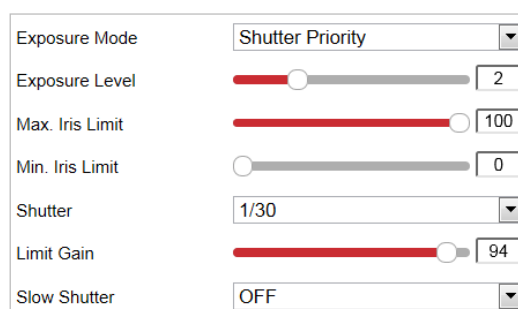 Exposure Mode Shutter Priority
Exposure Level 2
Max. Iris Limit 100
Min. Iris Limit 0
Shutter 1/30
Limit Gain 94
Slow Shutter OFF